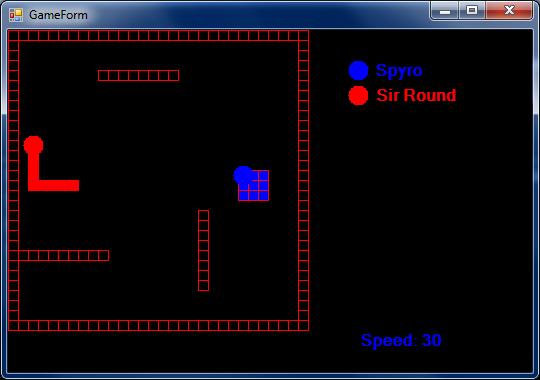 GameForm
Spyro
Sir Round
Speed: 30